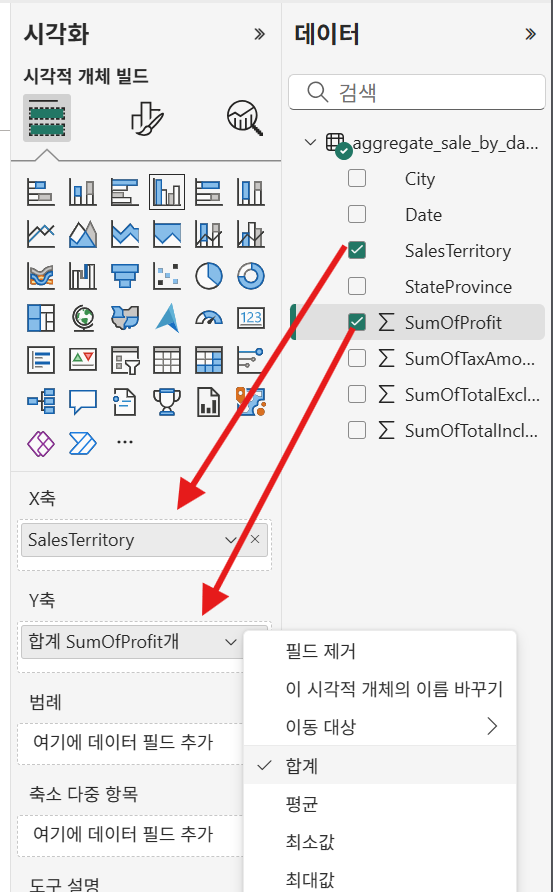 시각화
시각적 개체 빌드
123
X축
SalesTerritory
Y축
합계 SumOfProfit개
범례
여기에 데이터 필드 추가
축소 다중 항목
여기에 데이터 필드 추가
도구 설명
데이터
검색
aggregate_sale_by_da...
City
Date
SalesTerritory
StateProvince
SumOfProfit
SumOfTaxAmo...
SumOfTotalExcl...
SumOfTotalIncl...
필드 제거
이 시각적 개체의 이름 바꾸기
이동 대상
합계
평균
최소값
최대값